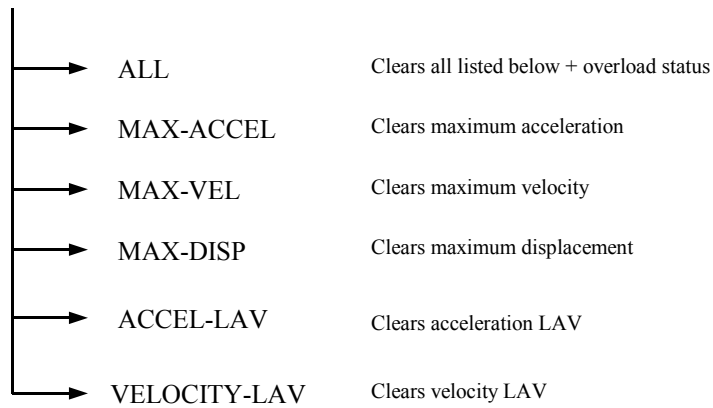 ALL Clears all listed below + overload status
MAX-ACCEL Clears maximum acceleration
MAX-VEL Clears maximum velocity
MAX-DISP Clears maximum displacement
ACCEL-LAV Clears acceleration LAV
VELOCITY-LAV Clears velocity LAV